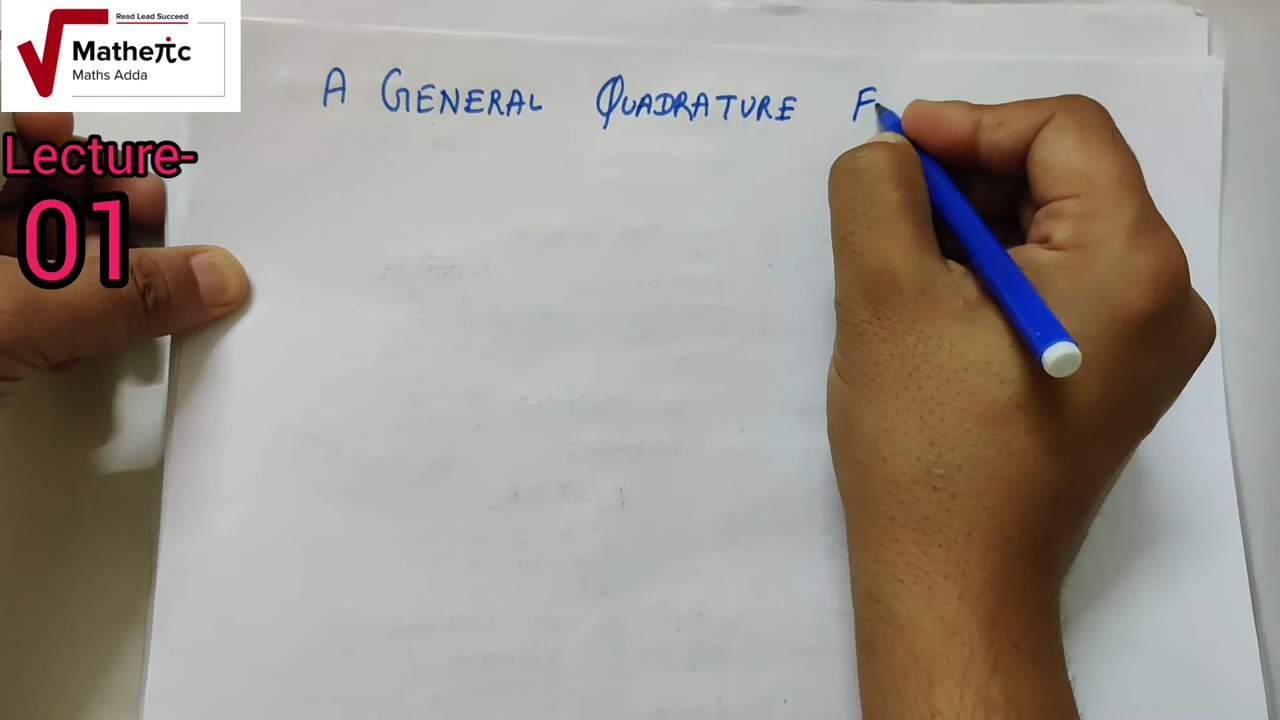 Read Lead Succeed
Matheπc
Maths Adda
Lecture-
01
A GENERAL QUADRATURE F